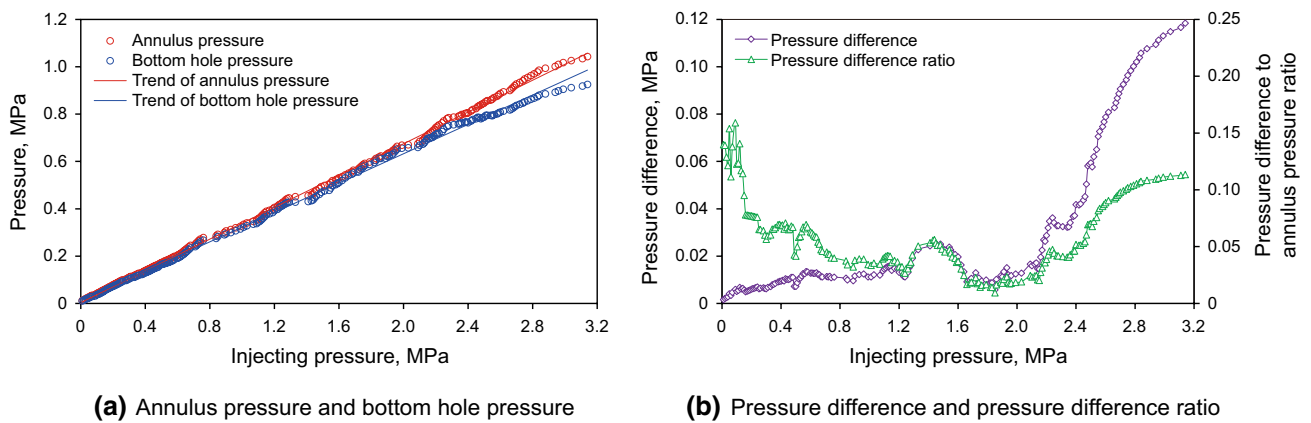 1.2
1.0
0.8
0.6
0.4
0.2
0
Pressure, MPa
Annulus pressure
Bottom hole pressure
Trend of annulus pressure
Trend of bottom hole pressure
0 0.4 0.8 1.2 1.6 2.0 2.4 2.8 3.2
Injecting pressure, MPa
(a) Annulus pressure and bottom hole pressure
0.12
0.10
0.08
0.06
0.04
0.02
0
Pressure difference, MPa
Pressure difference
Pressure difference ratio
0.25
0.20
0.15
0.10
0.05
0
Pressure difference to
annulus pressure ratio
0 0.4 0.8 1.2 1.6 2.0 2.4 2.8 3.2
Injecting pressure, MPa
(b) Pressure difference and pressure difference ratio